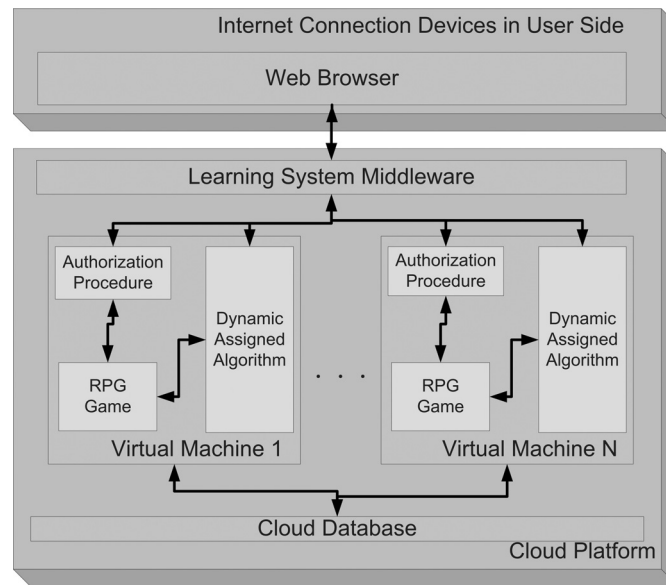 Internet Connection Devices in User Side
Web Browser
Learning System Middleware
Authorization
Procedure
Dynamic
Assigned
Algorithm
RPG
Game
Virtual Machine 1
. . .
Authorization
Procedure
Dynamic
Assigned
Algorithm
RPG
Game
Virtual Machine N
Cloud Database
Cloud Platform